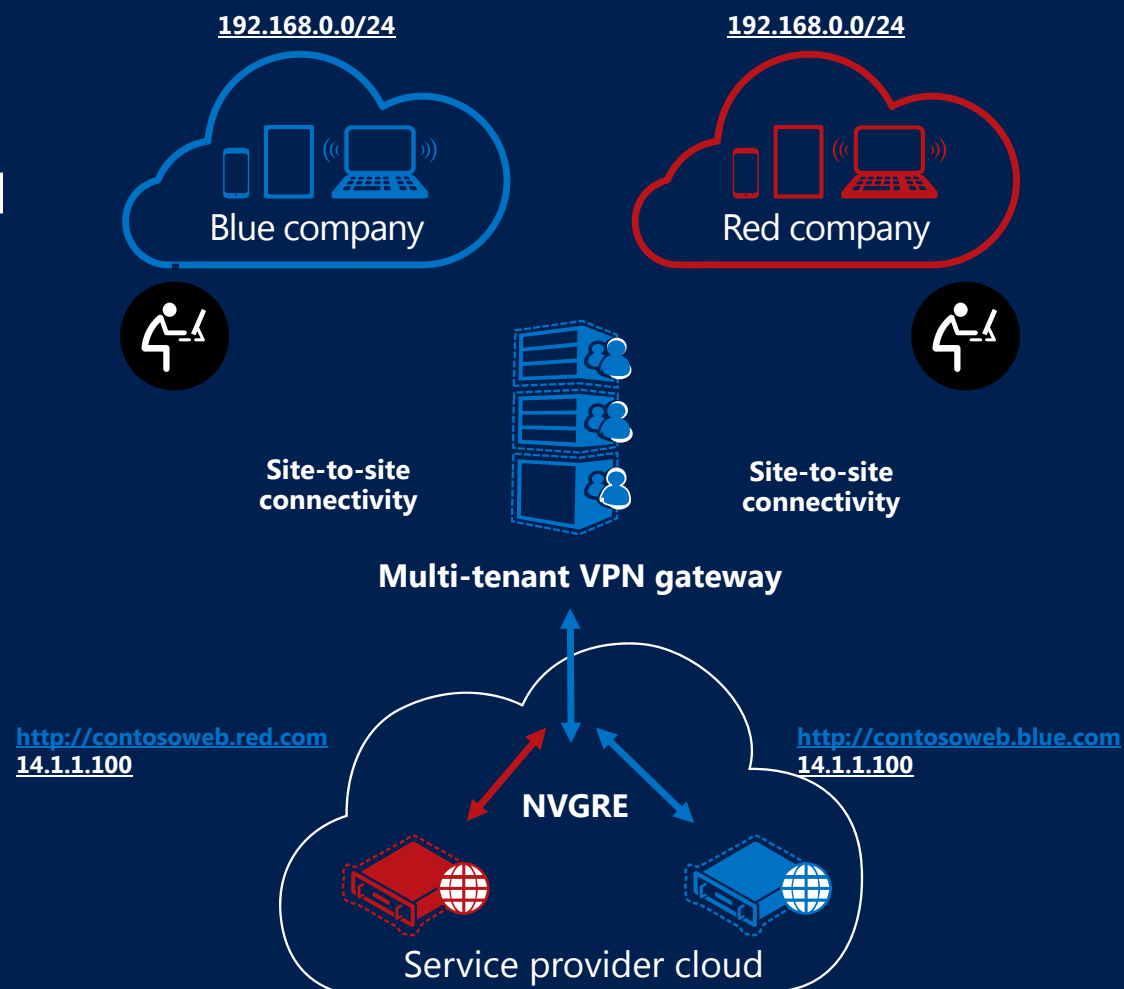 192.168.0.0/24
192.168.0.0/24
Blue company
Red company
Site-to-site
connectivity
Site-to-site
connectivity
Multi-tenant VPN gateway
http://contosoweb.red.com
14.1.1.100
http://contosoweb.blue.com
14.1.1.100
NVGRE
Service provider cloud